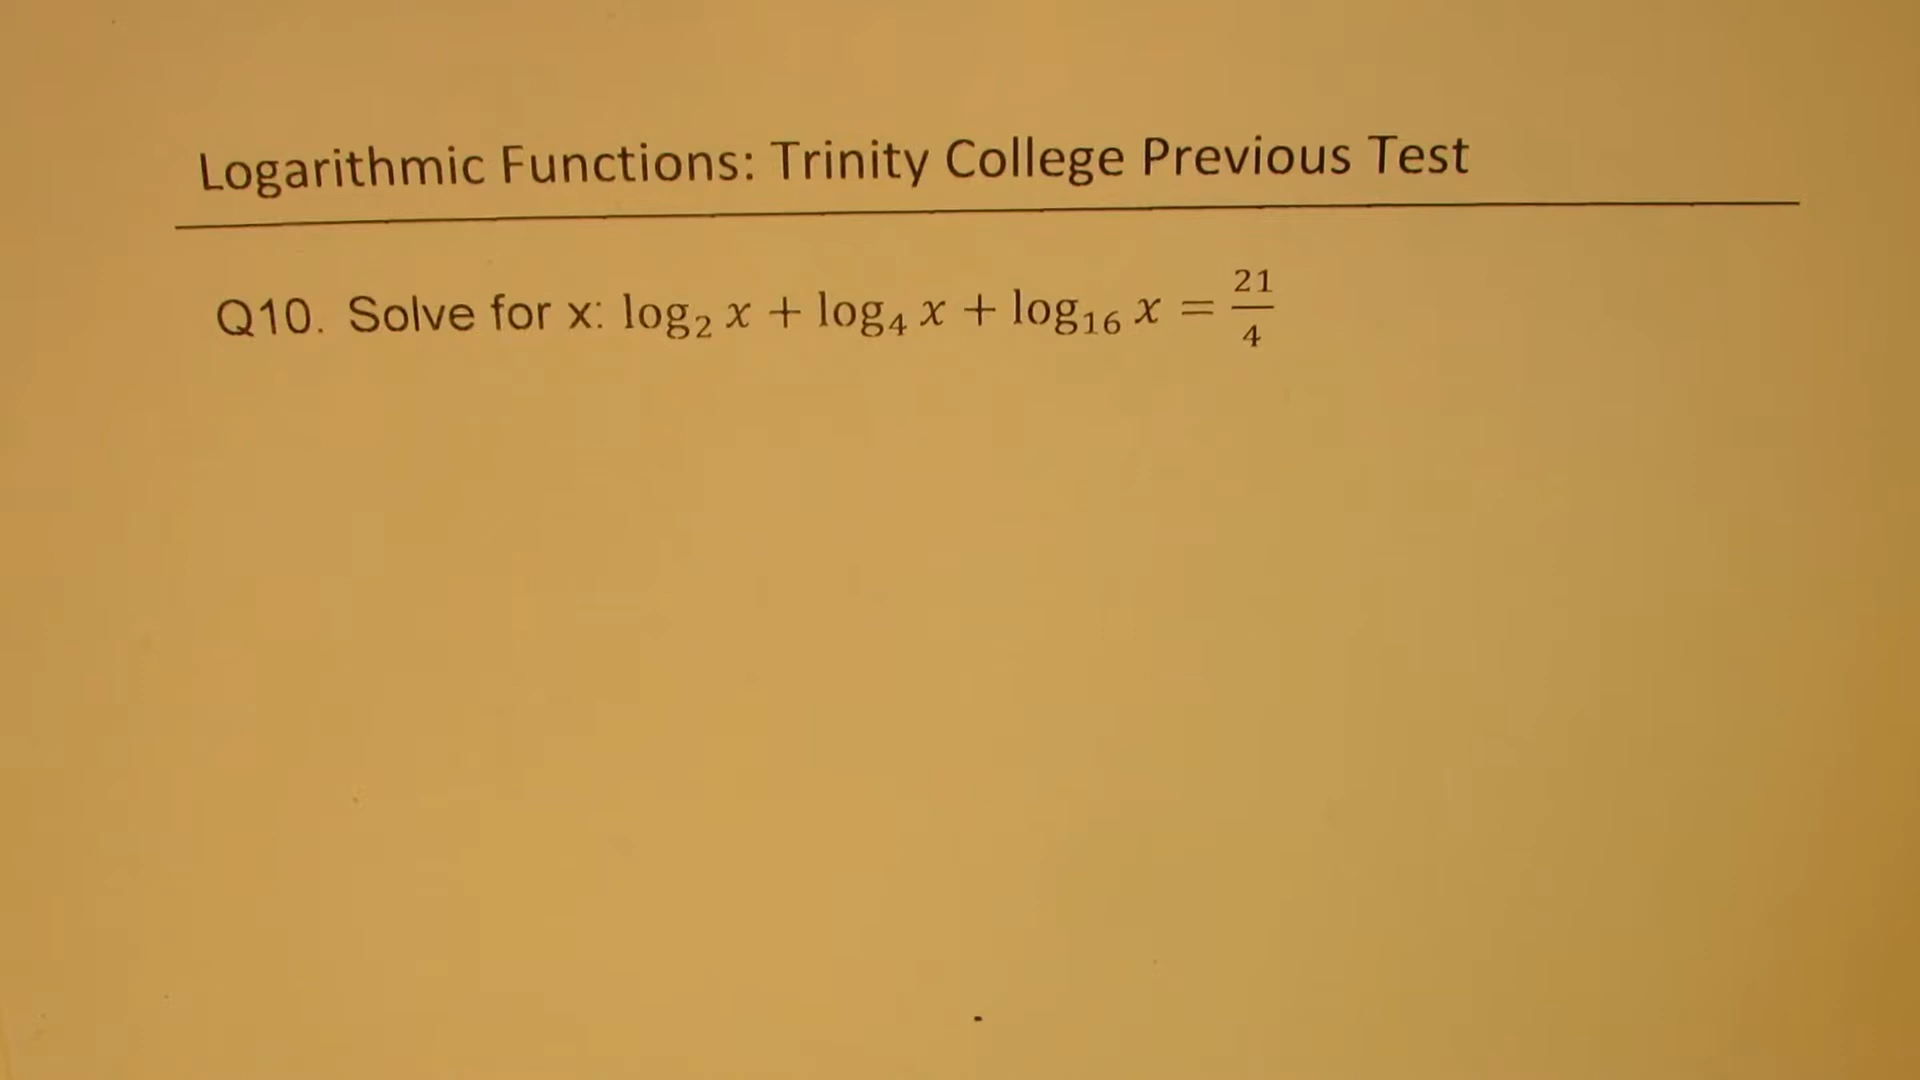 Logarithmic Functions: Trinity College Previous Test
Q10. Solve for x: log₂ x + log₄ x + log₁₆ x = 21/4